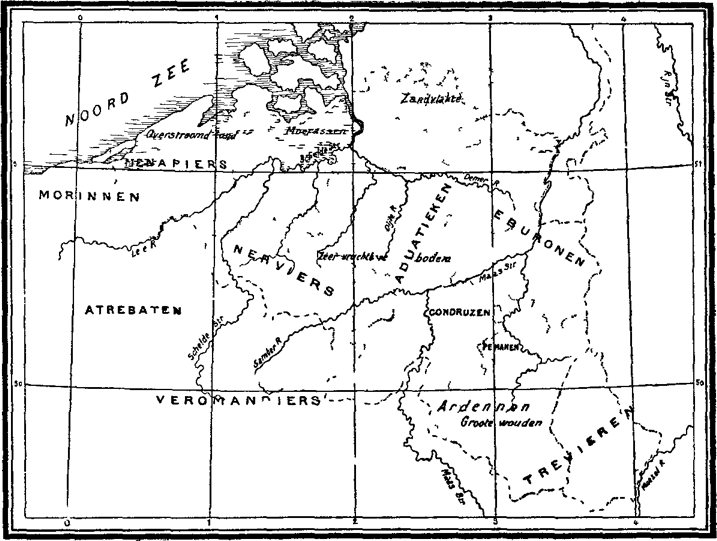 0 1 2 3 4
NOORD ZEE
Rijn Str
Zandvlakte
Overstroomd land
Moerassen
Schelde
MENAPIERS
51
MORINNEN
Demer R
Lee R
Dijle R
ADUATIEKEN
EBURONEN
NERVIERS
Zeer vruchtbare bodem
Maas Str
ATREBATEN
CONDRUZEN
Schelde Str
Samber R
PEMANEN
50
50
VEROMANDIERS
Ardennen
Groote wouden
TREVIEREN
Maas Str
Moezel R
0 1 2 3 4